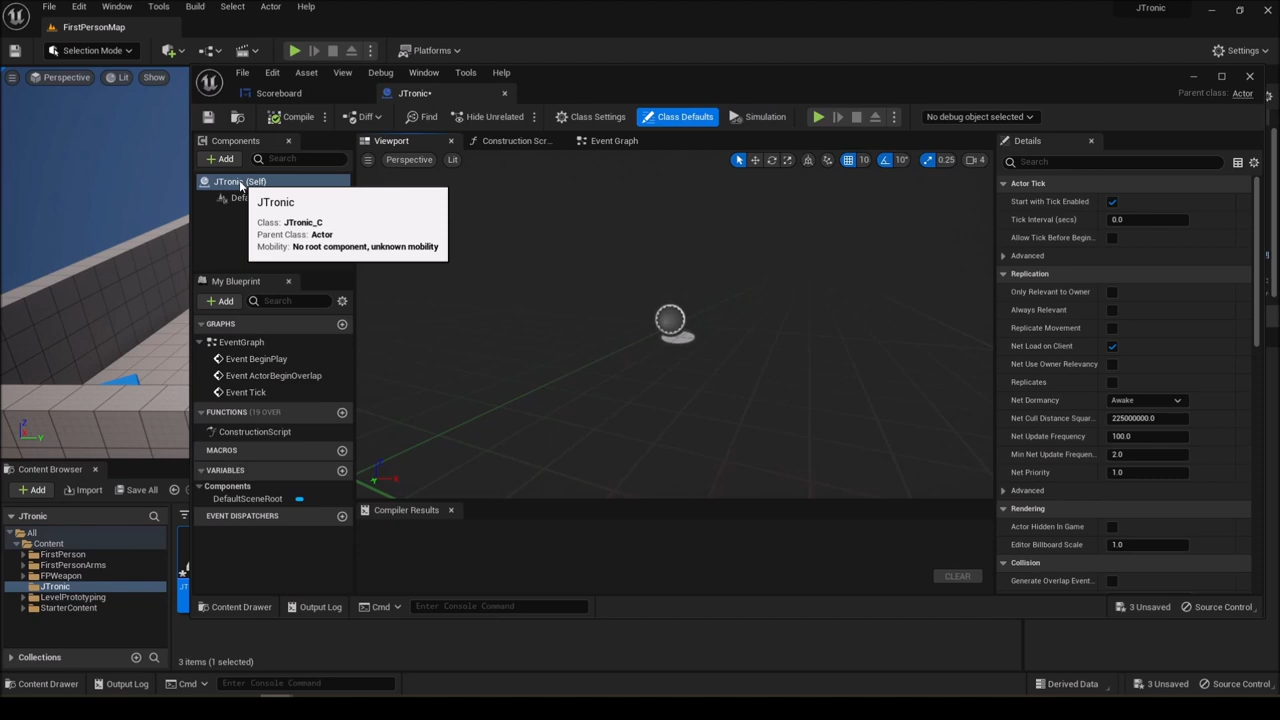 File Edit Window Tools Build Select Actor Help
JTronic
FirstPersonMap
Selection Mode
Platforms
Settings
Perspective Lit Show
File Edit Asset View Debug Window Tools Help
Scoreboard
JTronic•
Parent class: Actor
Compile
Diff
Find
Hide Unrelated
Class Settings
Class Defaults
Simulation
No debug object selected
Components
Add
Search
JTronic (Self)
Defa
JTronic
Class: JTronic_C
Parent Class: Actor
Mobility: No root component, unknown mobility
My Blueprint
Add
Search
GRAPHS
EventGraph
Event BeginPlay
Event ActorBeginOverlap
Event Tick
FUNCTIONS (19 OVER
ConstructionScript
MACROS
VARIABLES
Components
DefaultSceneRoot
EVENT DISPATCHERS
Viewport
Construction Scr...
Event Graph
Perspective
Lit
10
10°
0.25
4
Compiler Results
CLEAR
Details
Search
Actor Tick
Start with Tick Enabled
Tick Interval (secs) 0.0
Allow Tick Before Begin...
Advanced
Replication
Only Relevant to Owner
Always Relevant
Replicate Movement
Net Load on Client
Net Use Owner Relevancy
Replicates
Net Dormancy Awake
Net Cull Distance Squar... 225000000.0
Net Update Frequency 100.0
Min Net Update Frequen... 2.0
Net Priority 1.0
Advanced
Rendering
Actor Hidden In Game
Editor Billboard Scale 1.0
Collision
Generate Overlap Event...
Content Drawer
Output Log
Cmd
Enter Console Command
3 Unsaved
Source Control
Content Browser
Add
Import
Save All
JTronic
All
Content
FirstPerson
FirstPersonArms
FPWeapon
JTronic
LevelPrototyping
StarterContent
Collections
JT
3 items (1 selected)
Content Drawer
Output Log
Cmd
Enter Console Command
Derived Data
3 Unsaved
Source Control